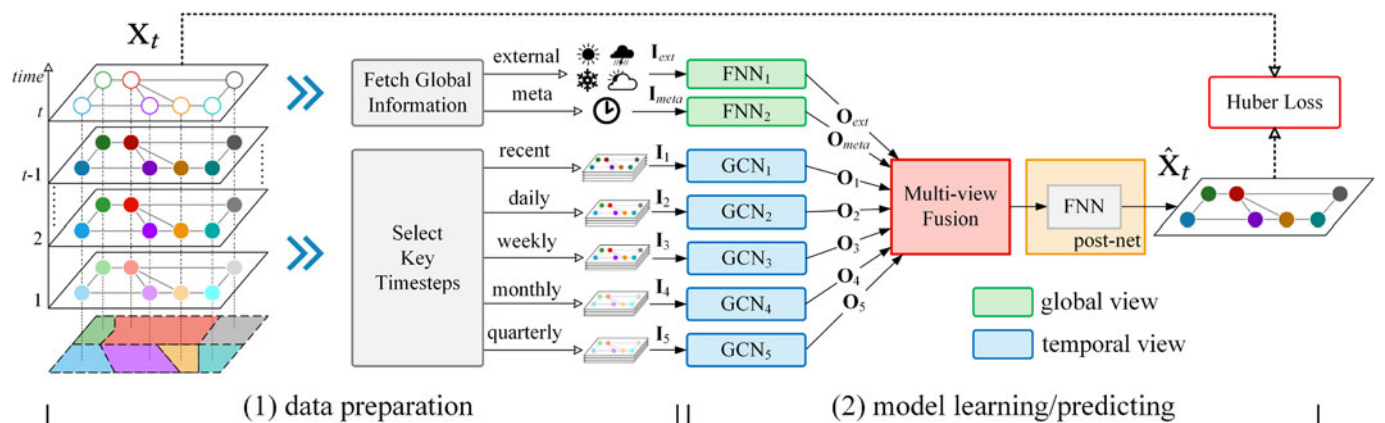 X_t
time
t
t-1
2
1
Fetch Global
Information
external
meta
I_ext
I_meta
FNN_1
FNN_2
O_ext
O_meta
Select
Key
Timesteps
recent
daily
weekly
monthly
quarterly
I_1
I_2
I_3
I_4
I_5
GCN_1
GCN_2
GCN_3
GCN_4
GCN_5
O_1
O_2
O_3
O_4
O_5
Multi-view
Fusion
FNN
post-net
X̂_t
Huber Loss
global view
temporal view
(1) data preparation
(2) model learning/predicting